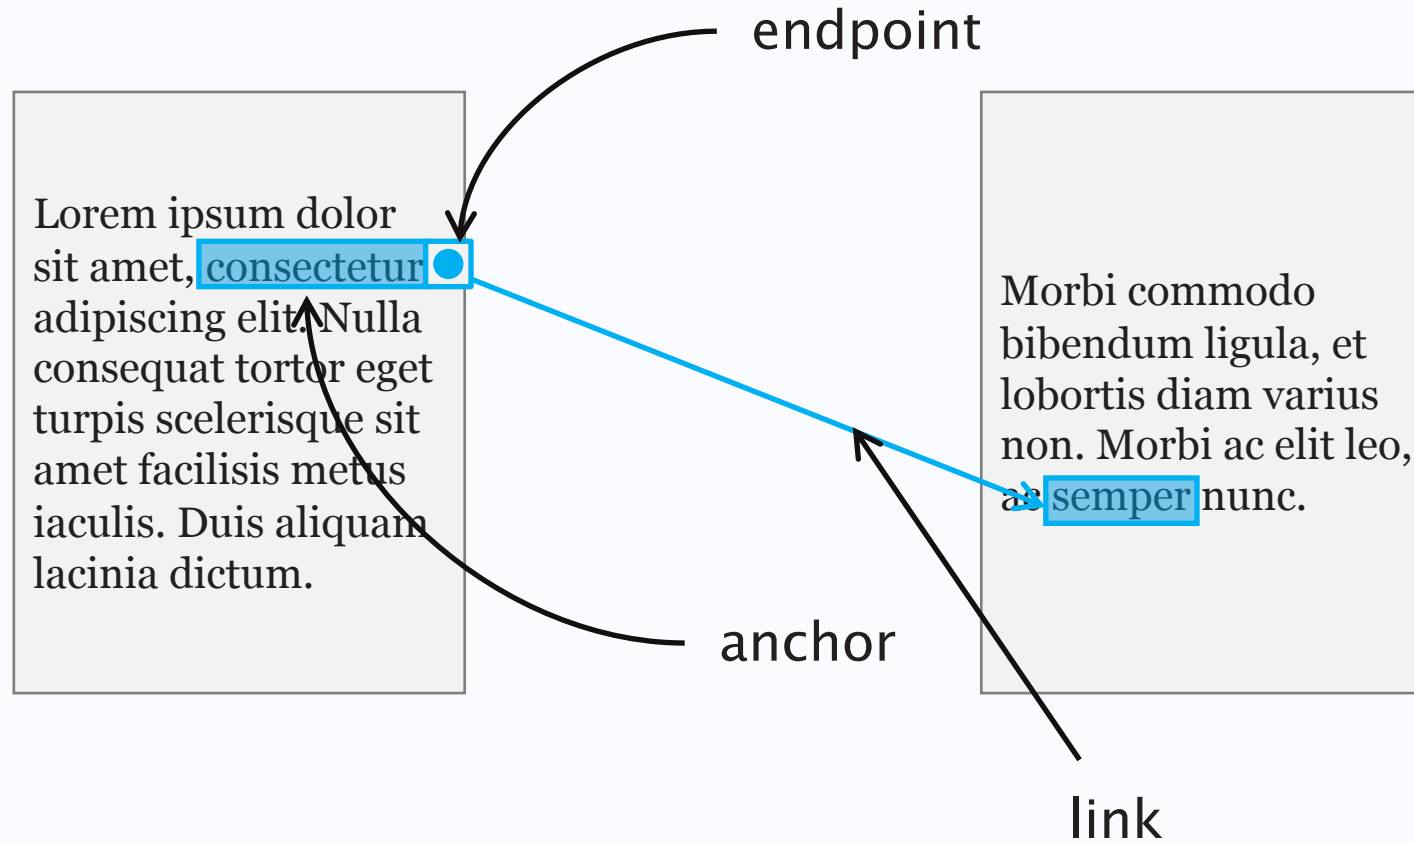 endpoint
Lorem ipsum dolor
sit amet, consectetur
adipiscing elit. Nulla
consequat tortor eget
turpis scelerisque sit
amet facilisis metus
iaculis. Duis aliquam
lacinia dictum.
Morbi commodo
bibendum ligula, et
lobortis diam varius
non. Morbi ac elit leo,
ac semper nunc.
anchor
link